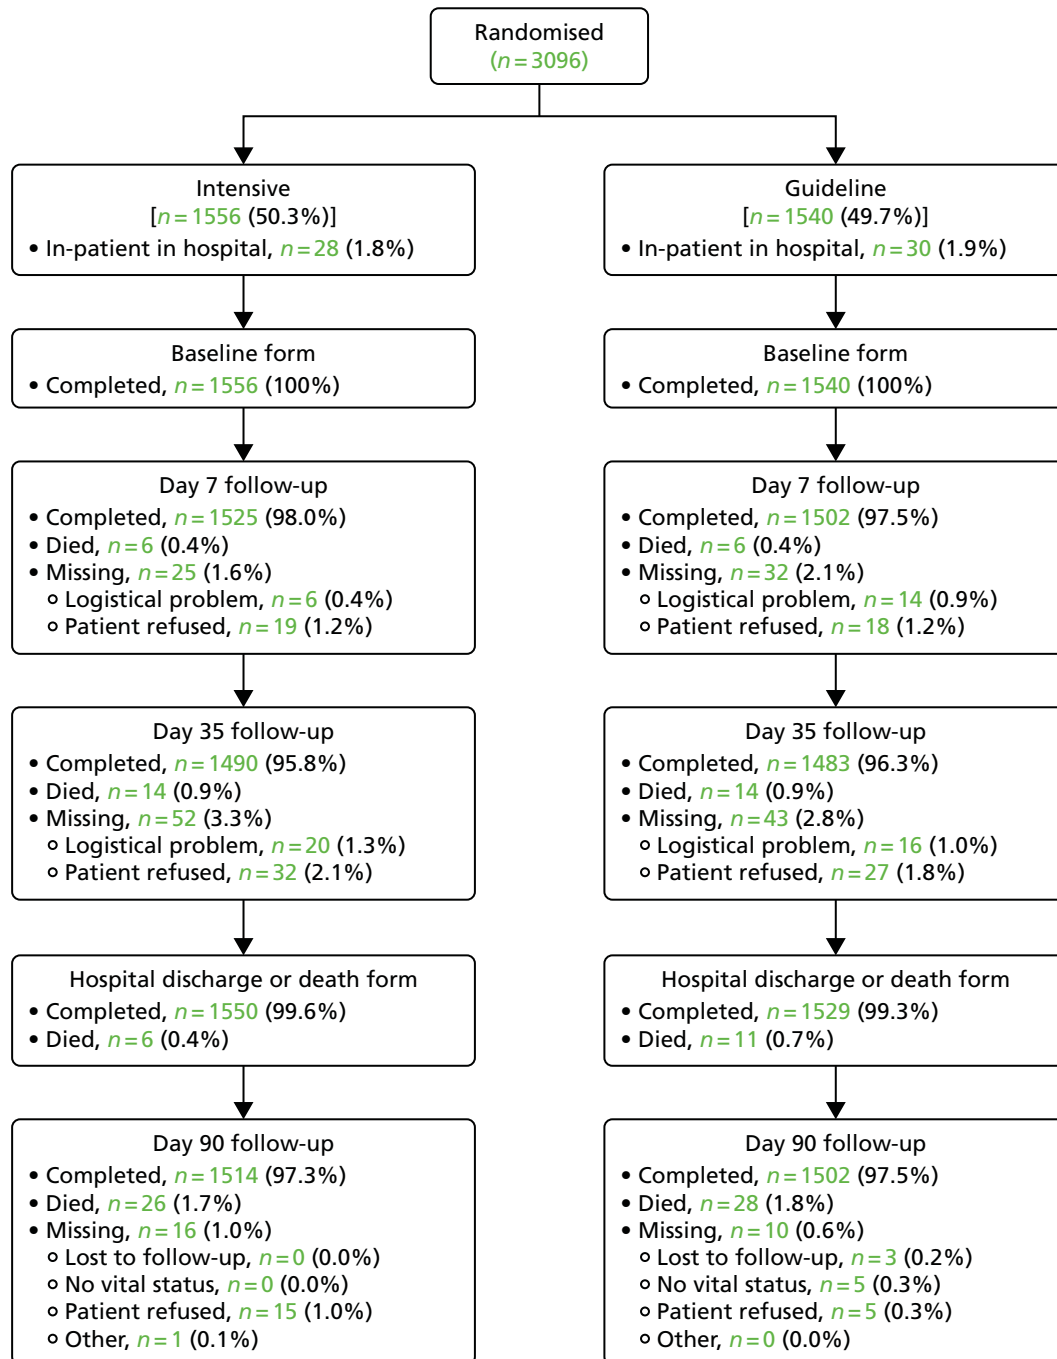 Randomised
(n=3096)
Intensive
[n=1556 (50.3%)]
• In-patient in hospital, n=28 (1.8%)
Guideline
[n=1540 (49.7%)]
• In-patient in hospital, n=30 (1.9%)
Baseline form
• Completed, n=1556 (100%)
Baseline form
• Completed, n=1540 (100%)
Day 7 follow-up
• Completed, n=1525 (98.0%)
• Died, n=6 (0.4%)
• Missing, n=25 (1.6%)
Logistical problem, n=6 (0.4%)
Patient refused, n=19 (1.2%)
Day 7 follow-up
• Completed, n=1502 (97.5%)
• Died, n=6 (0.4%)
• Missing, n=32 (2.1%)
Logistical problem, n=14 (0.9%)
Patient refused, n=18 (1.2%)
Day 35 follow-up
• Completed, n=1490 (95.8%)
• Died, n=14 (0.9%)
• Missing, n=52 (3.3%)
Logistical problem, n=20 (1.3%)
Patient refused, n=32 (2.1%)
Day 35 follow-up
• Completed, n=1483 (96.3%)
• Died, n=14 (0.9%)
• Missing, n=43 (2.8%)
Logistical problem, n=16 (1.0%)
Patient refused, n=27 (1.8%)
Hospital discharge or death form
• Completed, n=1550 (99.6%)
• Died, n=6 (0.4%)
Hospital discharge or death form
• Completed, n=1529 (99.3%)
• Died, n=11 (0.7%)
Day 90 follow-up
• Completed, n=1514 (97.3%)
• Died, n=26 (1.7%)
• Missing, n=16 (1.0%)
Lost to follow-up, n=0 (0.0%)
No vital status, n=0 (0.0%)
Patient refused, n=15 (1.0%)
Other, n=1 (0.1%)
Day 90 follow-up
• Completed, n=1502 (97.5%)
• Died, n=28 (1.8%)
• Missing, n=10 (0.6%)
Lost to follow-up, n=3 (0.2%)
No vital status, n=5 (0.3%)
Patient refused, n=5 (0.3%)
Other, n=0 (0.0%)